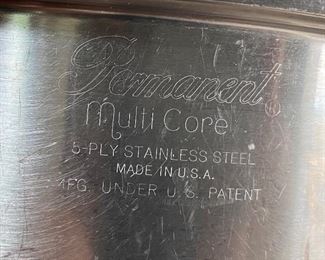 Permanent®
Multi Core
5-PLY STAINLESS STEEL
MADE IN U.S.A.
MFG. UNDER U.S. PATENT